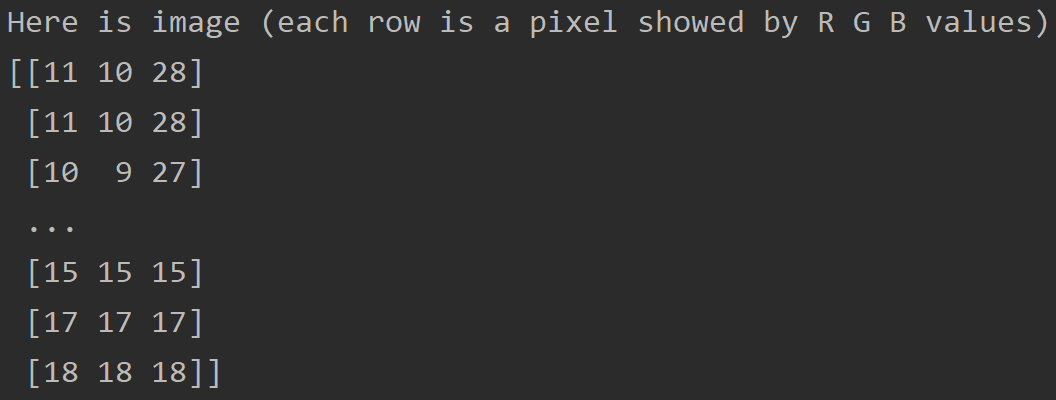 Here is image (each row is a pixel showed by R G B values)
[[11 10 28]
 [11 10 28]
 [10  9 27]
 ...
 [15 15 15]
 [17 17 17]
 [18 18 18]]